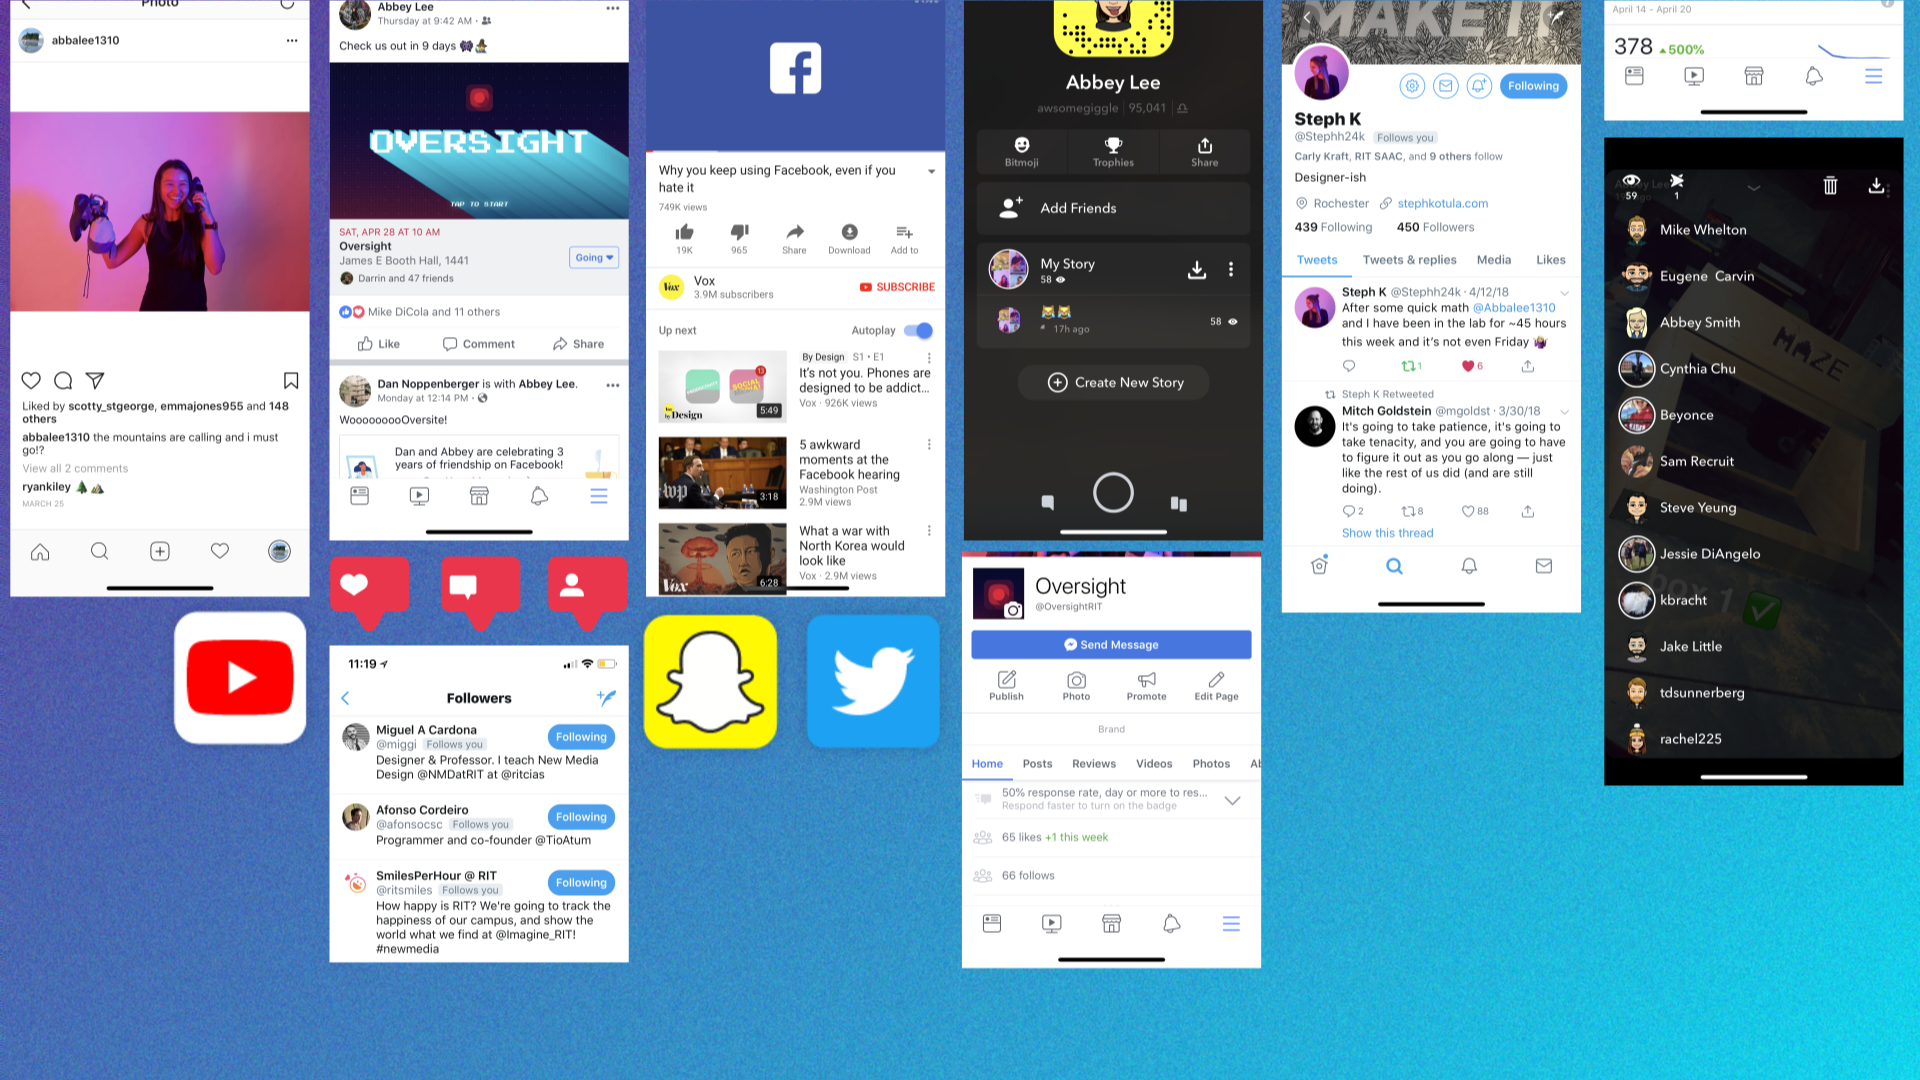 Photo
abbalee1310
Liked by scotty_stgeorge, emmajones955 and 148
others
abbalee1310 the mountains are calling and i must
go!?
View all 2 comments
ryankiley
MARCH 25
Abbey Lee
Thursday at 9:42 AM
Check us out in 9 days
OVERSIGHT
TAP TO START
SAT, APR 28 AT 10 AM
Oversight
James E Booth Hall, 1441
Going
Darrin and 47 friends
Mike DiCola and 11 others
Like
Comment
Share
Dan Noppenberger is with Abbey Lee.
Monday at 12:14 PM
WooooooooOversite!
Dan and Abbey are celebrating 3
years of friendship on Facebook!
11:19
Followers
Miguel A Cardona
@miggi Follows you
Following
Designer & Professor. I teach New Media
Design @NMDatRIT at @ritcias
Afonso Cordeiro
@afonsocsc Follows you
Following
Programmer and co-founder @TioAtum
SmilesPerHour @ RIT
@ritsmiles Follows you
Following
How happy is RIT? We're going to track the
happiness of our campus, and show the
world what we find at @Imagine_RIT!
#newmedia
f
Why you keep using Facebook, even if you
hate it
749K views
19K
965
Share
Download
Add to
Vox
Vox
3.9M subscribers
SUBSCRIBE
Up next
Autoplay
13
SOCIAL
by Design
5:49
By Design S1 • E1
It's not you. Phones are
designed to be addict...
Vox · 926K views
wp
3:18
5 awkward
moments at the
Facebook hearing
Washington Post
2.9M views
Vox
6:28
What a war with
North Korea would
look like
Vox · 2.9M views
Abbey Lee
awsomegiggle | 95,041
Bitmoji
Trophies
Share
Add Friends
My Story
58
17h ago
58
Create New Story
Oversight
@OversightRIT
Send Message
Publish
Photo
Promote
Edit Page
Brand
Home
Posts
Reviews
Videos
Photos
Al
50% response rate, day or more to res...
Respond faster to turn on the badge
65 likes +1 this week
66 follows
MAKE IT
Following
Steph K
@Stephh24k Follows you
Carly Kraft, RIT SAAC, and 9 others follow
Designer-ish
Rochester stephkotula.com
439 Following 450 Followers
Tweets
Tweets & replies
Media
Likes
Steph K @Stephh24k · 4/12/18
After some quick math @Abbalee1310
and I have been in the lab for ~45 hours
this week and it's not even Friday
1
6
Steph K Retweeted
Mitch Goldstein @mgoldst · 3/30/18
It's going to take patience, it's going to
take tenacity, and you are going to have
to figure it out as you go along — just
like the rest of us did (and are still
doing).
2
8
88
Show this thread
April 14 - April 20
378 500%
59
1
Mike Whelton
Eugene Carvin
Abbey Smith
Cynthia Chu
MAZE
Beyonce
Sam Recruit
Steve Yeung
Jessie DiAngelo
box 1
kbracht
Jake Little
tdsunnerberg
rachel225